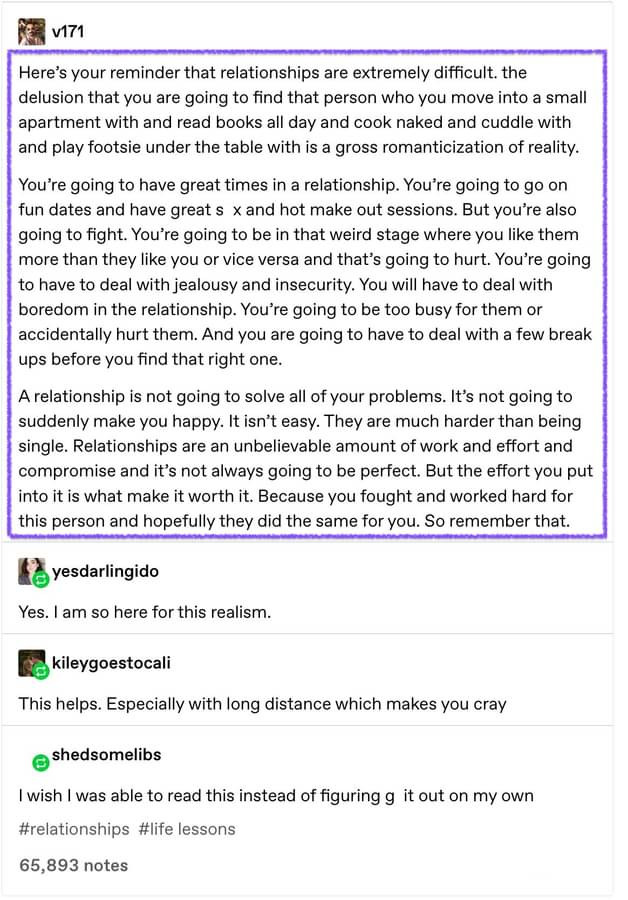 v171
Here's your reminder that relationships are extremely difficult. the
delusion that you are going to find that person who you move into a small
apartment with and read books all day and cook naked and cuddle with
and play footsie under the table with is a gross romanticization of reality.
You're going to have great times in a relationship. You're going to go on
fun dates and have great s x and hot make out sessions. But you're also
going to fight. You're going to be in that weird stage where you like them
more than they like you or vice versa and that's going to hurt. You're going
to have to deal with jealousy and insecurity. You will have to deal with
boredom in the relationship. You're going to be too busy for them or
accidentally hurt them. And you are going to have to deal with a few break
ups before you find that right one.
A relationship is not going to solve all of your problems. It's not going to
suddenly make you happy. It isn't easy. They are much harder than being
single. Relationships are an unbelievable amount of work and effort and
compromise and it's not always going to be perfect. But the effort you put
into it is what make it worth it. Because you fought and worked hard for
this person and hopefully they did the same for you. So remember that.
yesdarlingido
Yes. I am so here for this realism.
kileygoestocali
This helps. Especially with long distance which makes you cray
shedsomelibs
I wish I was able to read this instead of figuring g it out on my own
#relationships #life lessons
65,893 notes